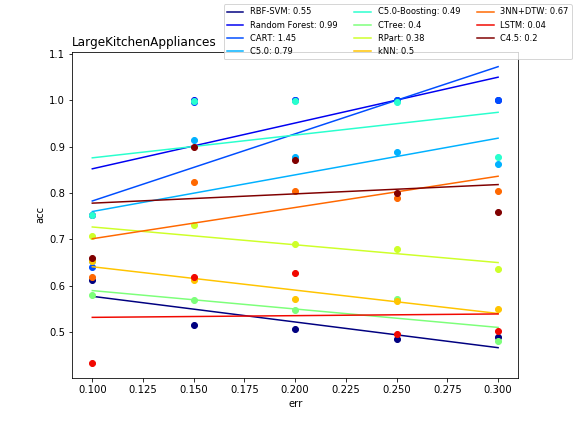 RBF-SVM: 0.55
Random Forest: 0.99
CART: 1.45
C5.0: 0.79
C5.0-Boosting: 0.49
CTree: 0.4
RPart: 0.38
kNN: 0.5
3NN+DTW: 0.67
LSTM: 0.04
C4.5: 0.2
LargeKitchenAppliances
1.1
1.0
0.9
0.8
0.7
0.6
0.5
acc
0.100 0.125 0.150 0.175 0.200 0.225 0.250 0.275 0.300
err